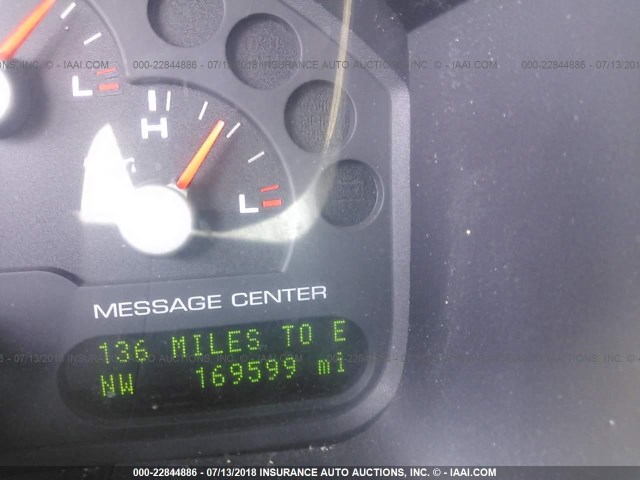 000-22844886 - 07/13/2018 INSURANCE AUTO AUCTIONS, INC. - IAAI.COM
L
H
L
MESSAGE CENTER
136 MILES TO E
NW 169599 mi
000-22844886 - 07/13/2018 INSURANCE AUTO AUCTIONS, INC. - IAAI.COM